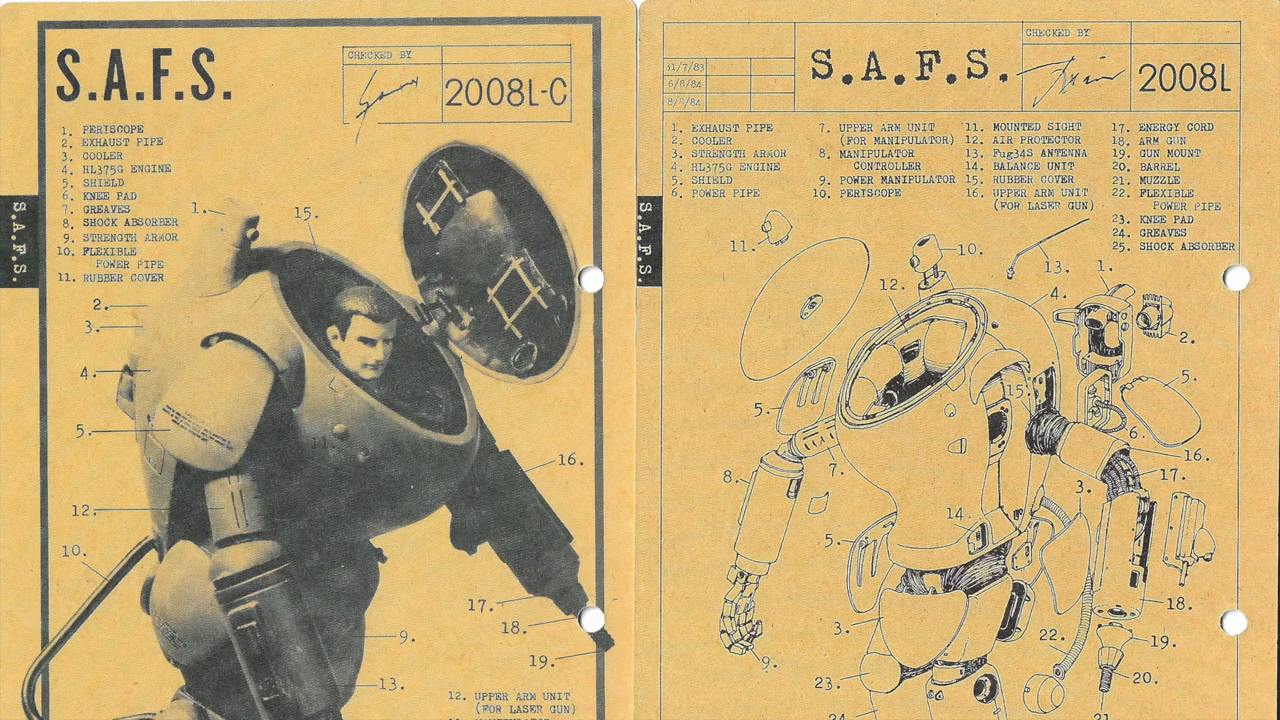 S.A.F.S.
CHECKED BY
2008L-C
1. PERISCOPE
2. EXHAUST PIPE
3. COOLER
4. HL375G ENGINE
5. SHIELD
6. KNEE PAD
7. GREAVES
8. SHOCK ABSORBER
9. STRENGTH ARMOR
10. FLEXIBLE
POWER PIPE
11. RUBBER COVER
S.A.F.S.
1.
15.
2.
3.
4.
5.
11
16.
12
10.
17.
18.
9.
19.
13.
12. UPPER ARM UNIT
(FOR LASER GUN)
31/7/83
6/8/84
8/8/84
S.A.F.S.
CHECKED BY
2008L
1. EXHAUST PIPE
2. COOLER
3. STRENGTH ARMOR
4. HL375G ENGINE
5. SHIELD
6. POWER PIPE
7. UPPER ARM UNIT
(FOR MANIPULATOR)
8. MANIPULATOR
CONTROLLER
9. POWER MANIPULATOR
10. PERISCOPE
11. MOUNTED SIGHT
12. AIR PROTECTOR
13. Fug34S ANTENNA
14. BALANCE UNIT
15. RUBBER COVER
16. UPPER ARM UNIT
(FOR LASER GUN)
17. ENERGY CORD
18. ARM GUN
19. GUN MOUNT
20. BARREL
21. MUZZLE
22. FLEXIBLE
POWER PIPE
23. KNEE PAD
24. GREAVES
25. SHOCK ABSORBER
S.A.F.S.
11.
10.
13.
1.
12.
4.
2.
5.
5.
15
6.
16.
7.
17.
8.
3.
14.
5.
18.
3.
22.
19.
9.
20.
23.
24
21